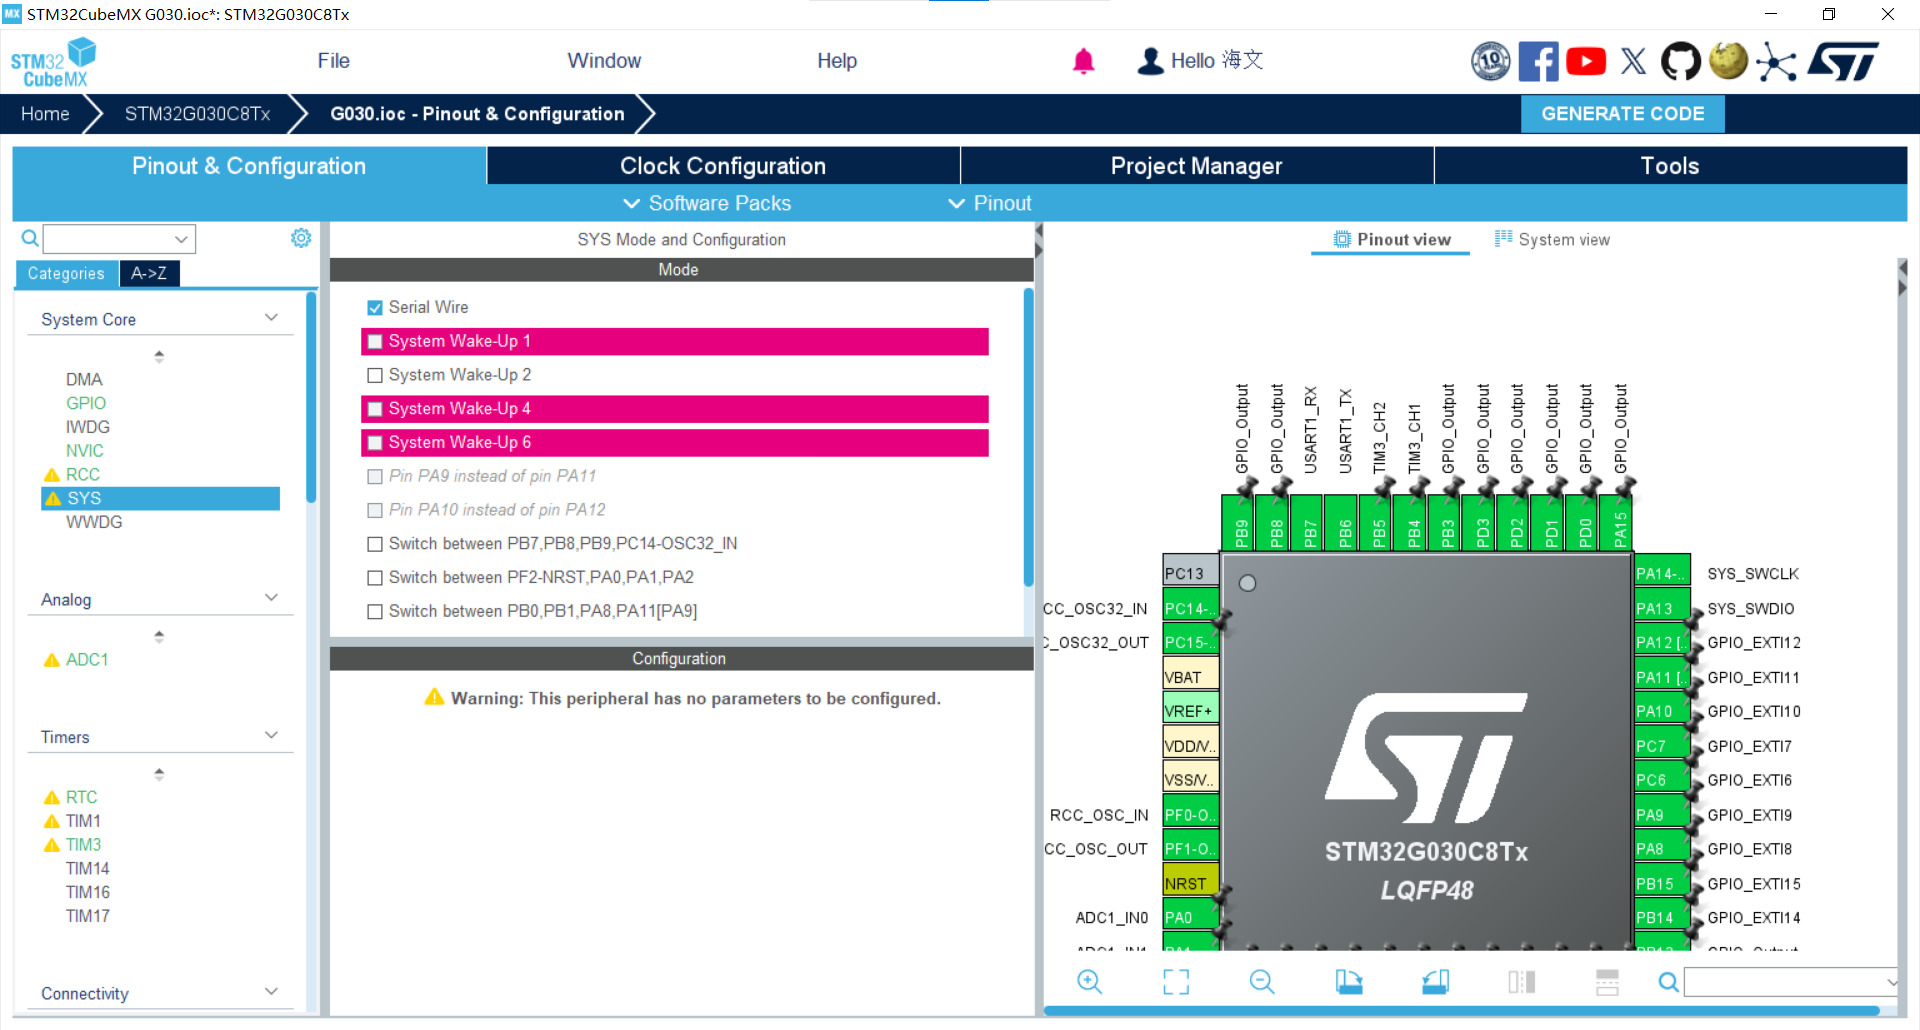 MX STM32CubeMX G030.ioc*: STM32G030C8Tx
STM32
CubeMX
File
Window
Help
Hello 海文
10
Home
STM32G030C8Tx
G030.ioc - Pinout & Configuration
GENERATE CODE
Pinout & Configuration
Clock Configuration
Project Manager
Tools
Software Packs
Pinout
Categories
A->Z
System Core
DMA
GPIO
IWDG
NVIC
RCC
SYS
WWDG
Analog
ADC1
Timers
RTC
TIM1
TIM3
TIM14
TIM16
TIM17
Connectivity
SYS Mode and Configuration
Mode
Serial Wire
System Wake-Up 1
System Wake-Up 2
System Wake-Up 4
System Wake-Up 6
Pin PA9 instead of pin PA11
Pin PA10 instead of pin PA12
Switch between PB7,PB8,PB9,PC14-OSC32_IN
Switch between PF2-NRST,PA0,PA1,PA2
Switch between PB0,PB1,PA8,PA11[PA9]
Configuration
Warning: This peripheral has no parameters to be configured.
Pinout view
System view
GPIO_Output
GPIO_Output
USART1_RX
USART1_TX
TIM3_CH2
TIM3_CH1
GPIO_Output
GPIO_Output
GPIO_Output
GPIO_Output
GPIO_Output
GPIO_Output
PB9
PB8
PB7
PB6
PB5
PB4
PB3
PD3
PD2
PD1
PD0
PA15
PC13
CC_OSC32_IN PC14-..
C_OSC32_OUT PC15-..
VBAT
VREF+
VDD/V..
VSS/V..
RCC_OSC_IN PF0-O..
CC_OSC_OUT PF1-O..
NRST
ADC1_IN0 PA0
ADC1_IN1 PA1
PA14-.. SYS_SWCLK
PA13 SYS_SWDIO
PA12 [.. GPIO_EXTI12
PA11 [.. GPIO_EXTI11
PA10 GPIO_EXTI10
PC7 GPIO_EXTI7
PC6 GPIO_EXTI6
PA9 GPIO_EXTI9
PA8 GPIO_EXTI8
PB15 GPIO_EXTI15
PB14 GPIO_EXTI14
PB13 GPIO_Output
STM32G030C8Tx
LQFP48